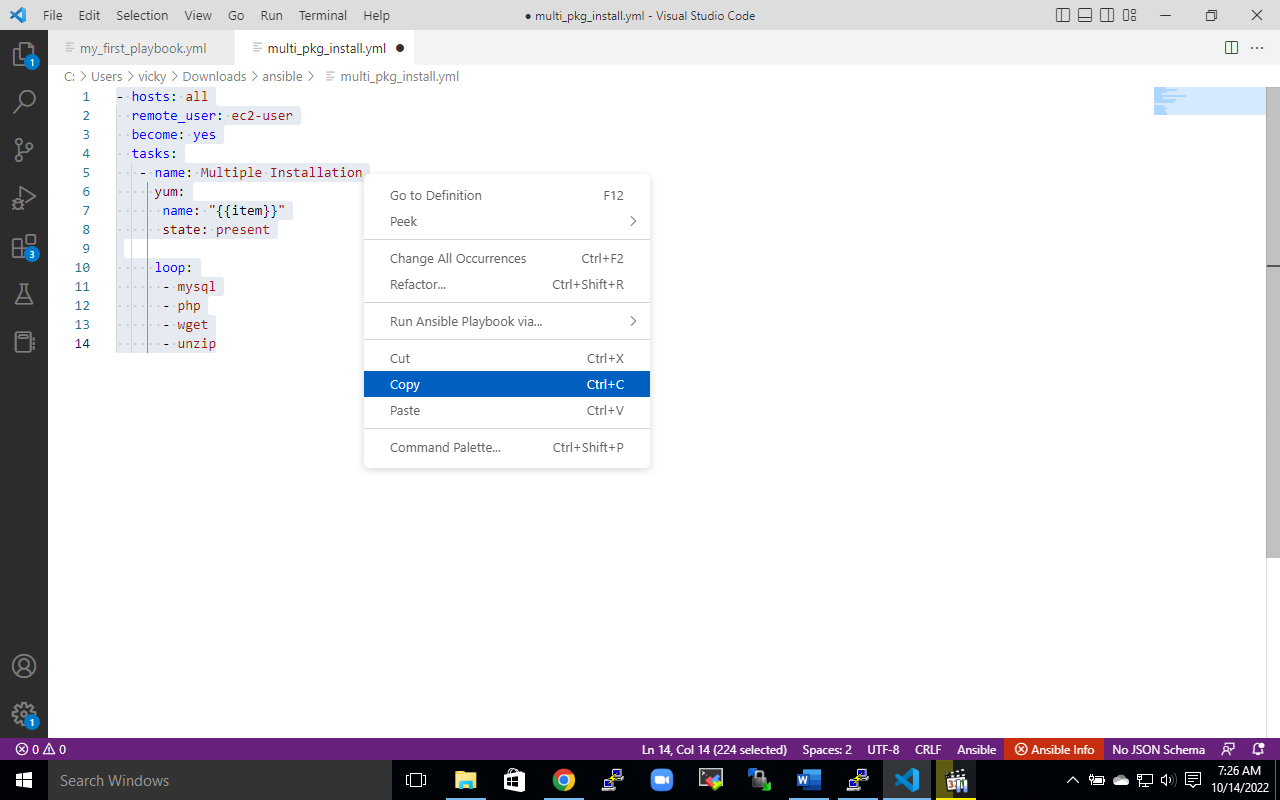 File Edit Selection View Go Run Terminal Help
● multi_pkg_install.yml - Visual Studio Code
my_first_playbook.yml
multi_pkg_install.yml ●
C: > Users > vicky > Downloads > ansible > multi_pkg_install.yml
1 - hosts: all
2 remote_user: ec2-user
3 become: yes
4 tasks:
5 - name: Multiple Installation
6 yum:
7 name: "{{item}}"
8 state: present
9
10 loop:
11 - mysql
12 - php
13 - wget
14 - unzip
Go to Definition F12
Peek >
Change All Occurrences Ctrl+F2
Refactor... Ctrl+Shift+R
Run Ansible Playbook via... >
Cut Ctrl+X
Copy Ctrl+C
Paste Ctrl+V
Command Palette... Ctrl+Shift+P
1
3
1
0 0 Ln 14, Col 14 (224 selected) Spaces: 2 UTF-8 CRLF Ansible Ansible Info No JSON Schema
Search Windows
7:26 AM
10/14/2022